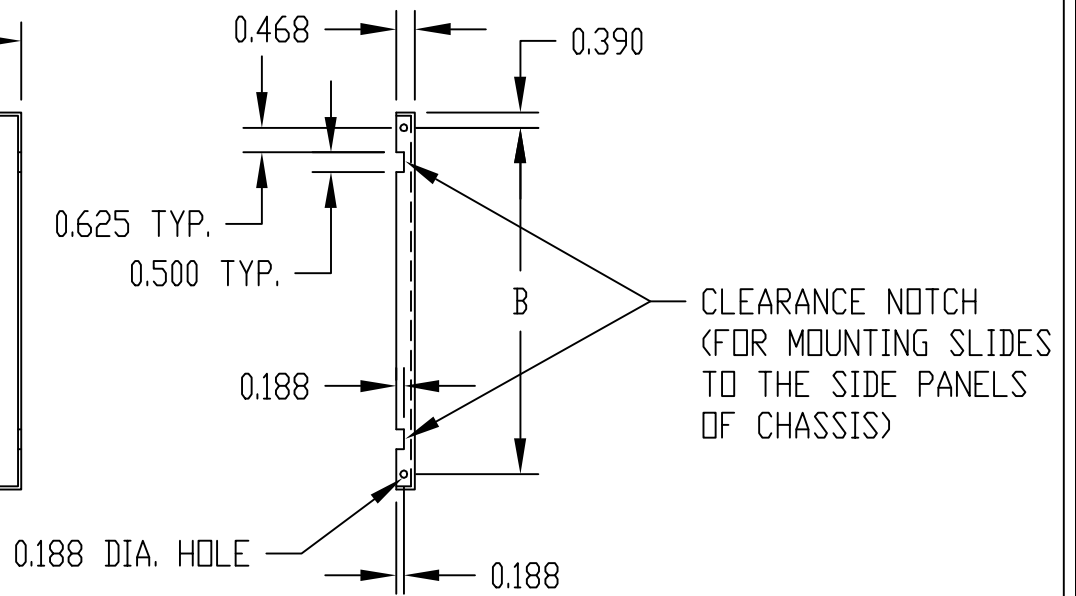 0.468
0.390
0.625 TYP.
0.500 TYP.
B
CLEARANCE NOTCH
(FOR MOUNTING SLIDES
TO THE SIDE PANELS
OF CHASSIS)
0.188
0.188 DIA. HOLE
0.188